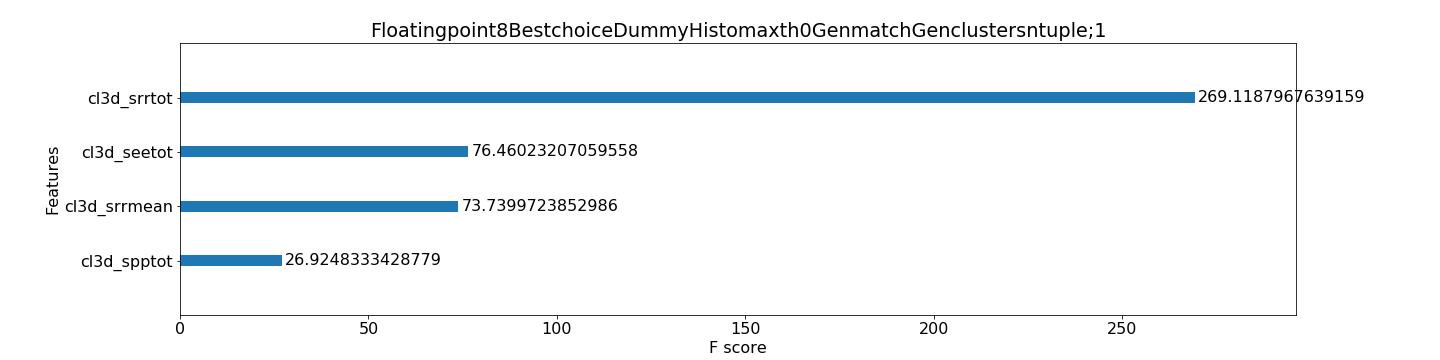 Floatingpoint8BestchoiceDummyHistomaxth0GenmatchGenclustersntuple;1
cl3d_srrtot 269.1187967639159
cl3d_seetot 76.46023207059558
Features
cl3d_srrmean 73.7399723852986
cl3d_spptot 26.9248333428779
0 50 100 150 200 250
F score